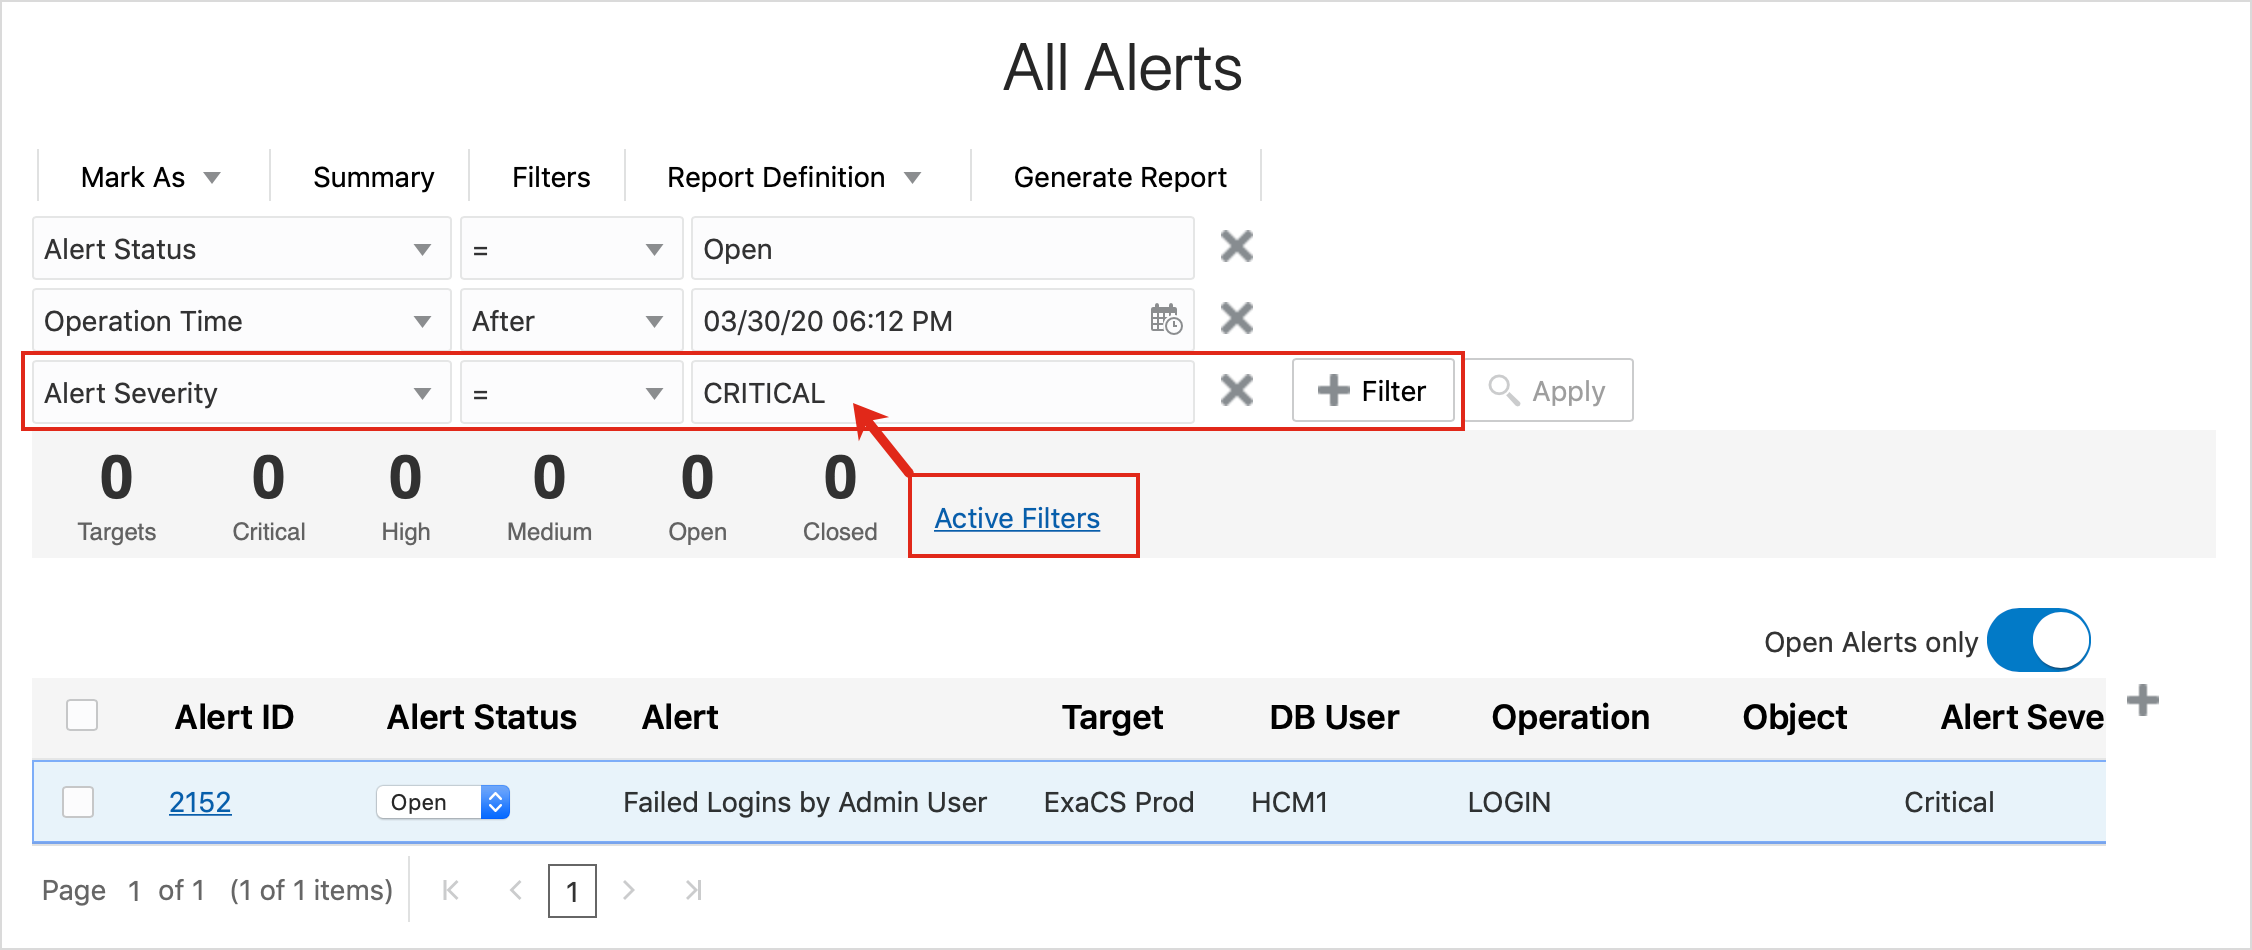 All Alerts
Mark As Summary Filters Report Definition Generate Report
Alert Status = Open
Operation Time After 03/30/20 06:12 PM
Alert Severity = CRITICAL Filter Apply
0 0 0 0 0 0
Targets Critical High Medium Open Closed Active Filters
Open Alerts only
Alert ID Alert Status Alert Target DB User Operation Object Alert Seve
2152 Open Failed Logins by Admin User ExaCS Prod HCM1 LOGIN Critical
Page 1 of 1 (1 of 1 items) 1